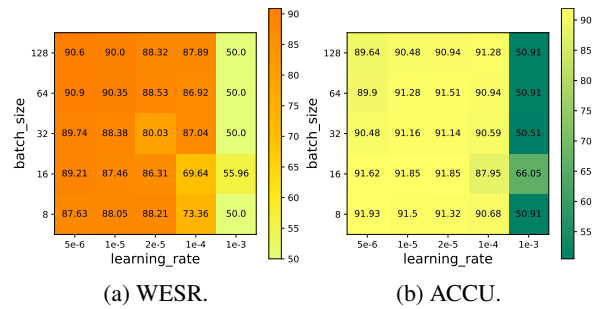 128 90.6 90.0 88.32 87.89 50.0
64 90.9 90.35 88.53 86.92 50.0
32 89.74 88.38 80.03 87.04 50.0
16 89.21 87.46 86.31 69.64 55.96
8 87.63 88.05 88.21 73.36 50.0
5e-6 1e-5 2e-5 1e-4 1e-3
learning_rate
batch_size
90
85
80
75
70
65
60
55
50
(a) WESR.
128 89.64 90.48 90.94 91.28 50.91
64 89.9 91.28 91.51 90.94 50.91
32 90.48 91.16 91.14 90.59 50.51
16 91.62 91.85 91.85 87.95 66.05
8 91.93 91.5 91.32 90.68 50.91
5e-6 1e-5 2e-5 1e-4 1e-3
learning_rate
batch_size
90
85
80
75
70
65
60
55
(b) ACCU.